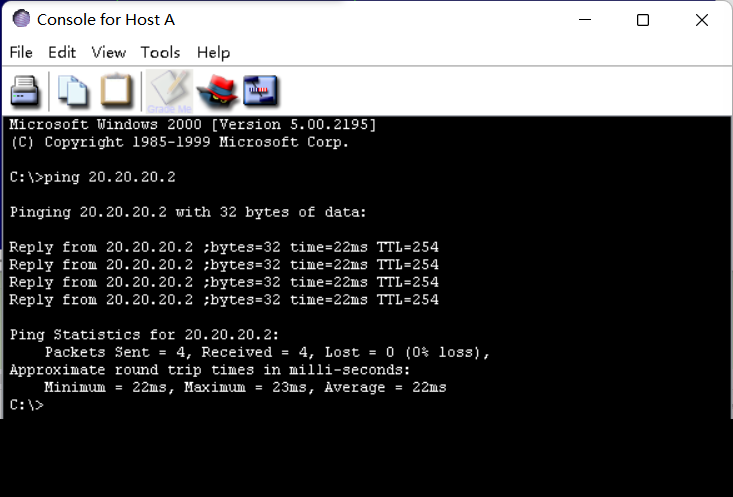 Console for Host A
File Edit View Tools Help
Grade Me
Microsoft Windows 2000 [Version 5.00.2195]
(C) Copyright 1985-1999 Microsoft Corp.
C:\>ping 20.20.20.2
Pinging 20.20.20.2 with 32 bytes of data:
Reply from 20.20.20.2 ;bytes=32 time=22ms TTL=254
Reply from 20.20.20.2 ;bytes=32 time=22ms TTL=254
Reply from 20.20.20.2 ;bytes=32 time=22ms TTL=254
Reply from 20.20.20.2 ;bytes=32 time=22ms TTL=254
Ping Statistics for 20.20.20.2:
Packets Sent = 4, Received = 4, Lost = 0 (0% loss),
Approximate round trip times in milli-seconds:
Minimum = 22ms, Maximum = 23ms, Average = 22ms
C:\>